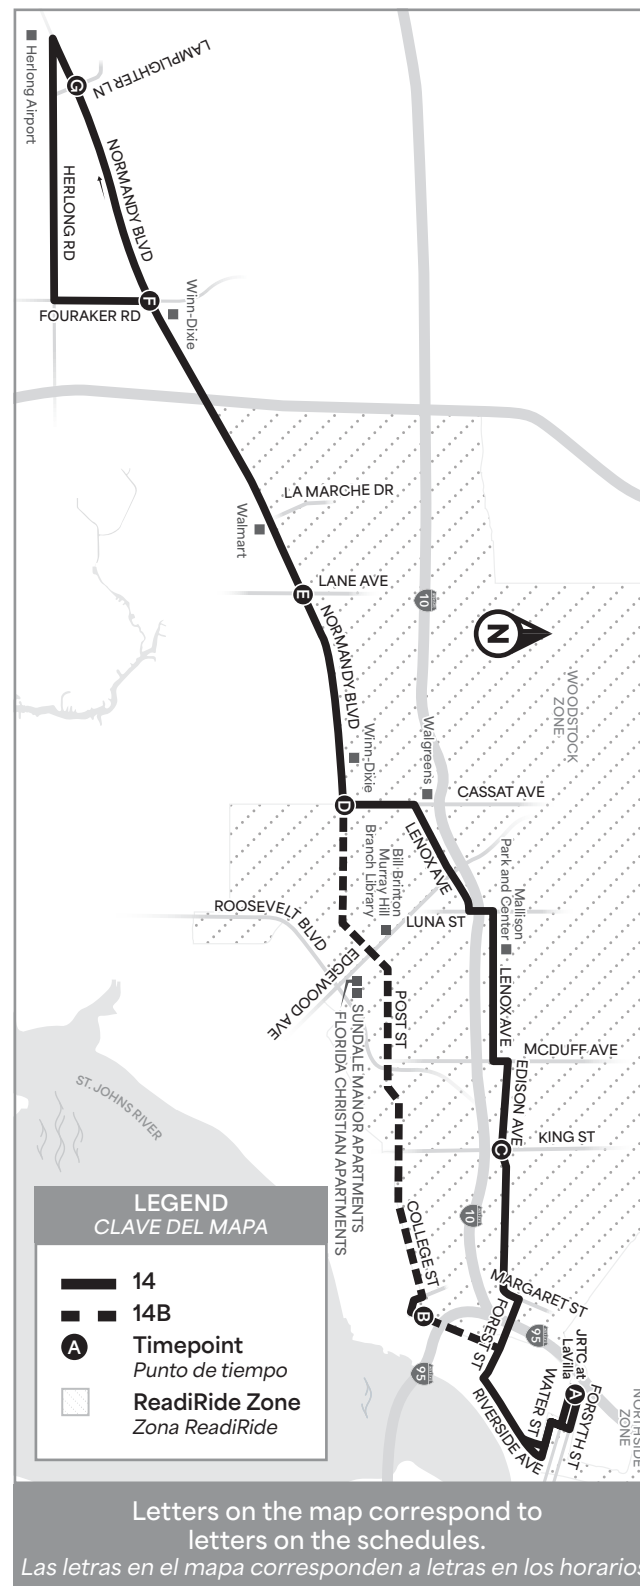 LAMPLIGHTER LN
G
Herlong Airport
NORMANDY BLVD
HERLONG RD
F
Winn-Dixie
FOURAKER RD
LA MARCHE DR
Walmart
LANE AVE
E
10
N
NORMANDY BLVD
WOODSTOCK
ZONE
Winn-Dixie
Walgreens
D
CASSAT AVE
LENOX AVE
Bill Brinton
Murray Hill
Branch Library
Mallison
Park and Center
ROOSEVELT BLVD
LUNA ST
EDGEWOOD AVE
LENOX AVE
POST ST
SUNDALE MANOR APARTMENTS
FLORIDA CHRISTIAN APARTMENTS
MCDUFF AVE
EDISON AVE
ST. JOHNS RIVER
KING ST
C
10
COLLEGE ST
MARGARET ST
B
FOREST ST
95
95
JRTC at
LaVilla
A
WATER ST
FORSYTH ST
RIVERSIDE AVE
NORTHSIDE
ZONE
LEGEND
CLAVE DEL MAPA
14
14B
A
Timepoint
Punto de tiempo
ReadiRide Zone
Zona ReadiRide
Letters on the map correspond to
letters on the schedules.
Las letras en el mapa corresponden a letras en los horarios